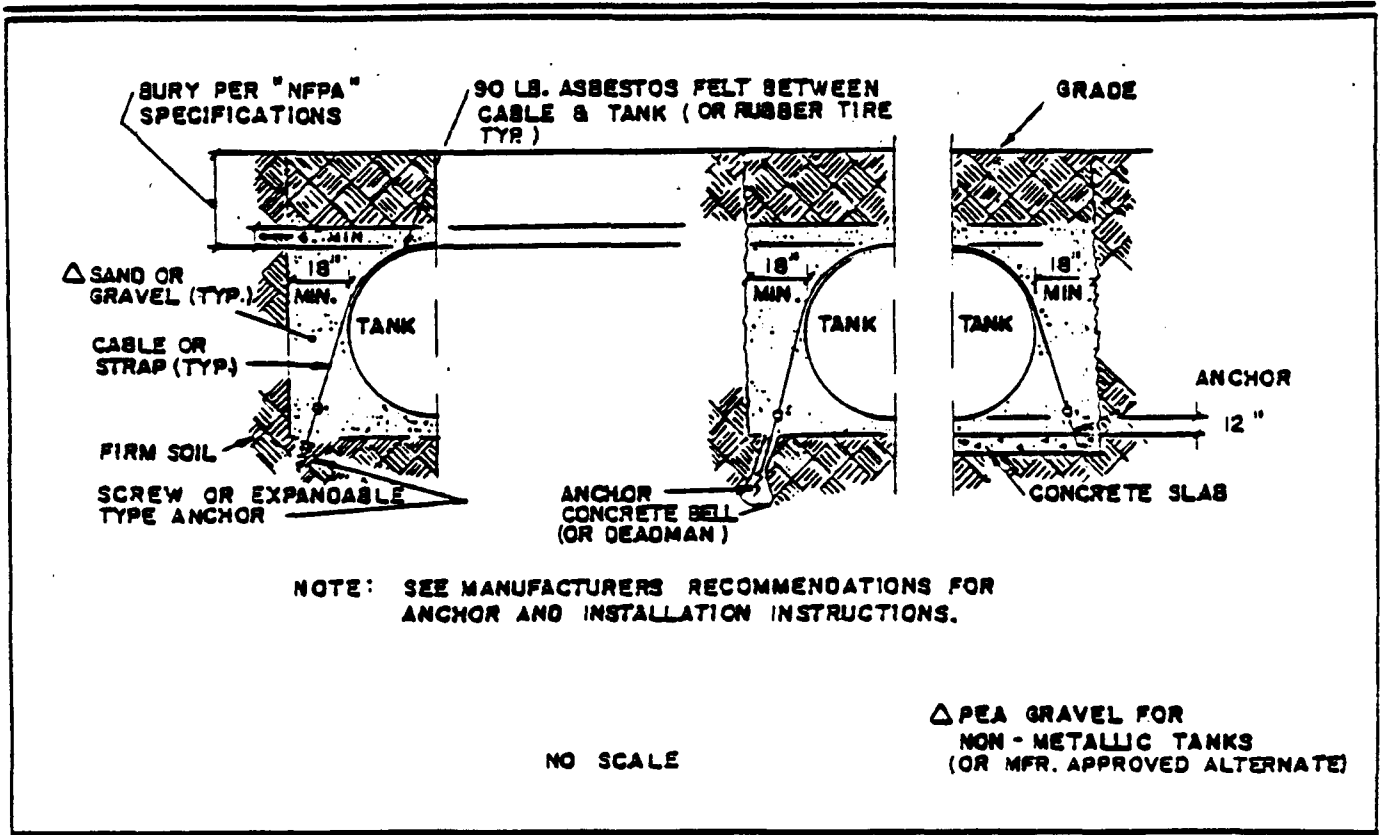 BURY PER "NFPA"
SPECIFICATIONS
90 LB. ASBESTOS FELT BETWEEN
CABLE & TANK (OR RUBBER TIRE
TYP.)
GRADE
MIN
18"
MIN.
18"
MIN.
18"
MIN
△ SAND OR
GRAVEL (TYP.)
TANK
TANK
TANK
CABLE OR
STRAP (TYP.)
ANCHOR
12"
FIRM SOIL
SCREW OR EXPANDABLE
TYPE ANCHOR
ANCHOR
CONCRETE BELL
(OR DEADMAN)
CONCRETE SLAB
NOTE: SEE MANUFACTURERS RECOMMENDATIONS FOR
ANCHOR AND INSTALLATION INSTRUCTIONS.
△ PEA GRAVEL FOR
NON-METALLIC TANKS
(OR MFR. APPROVED ALTERNATE)
NO SCALE